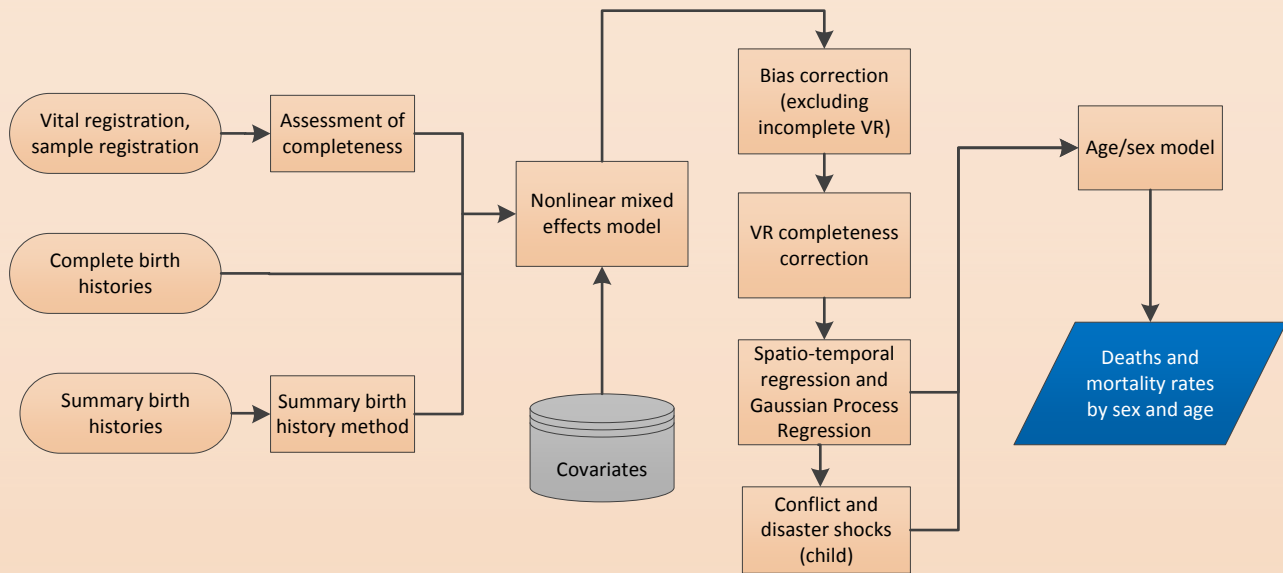 Vital registration,
sample registration
Assessment of
completeness
Complete birth
histories
Summary birth
histories
Summary birth
history method
Nonlinear mixed
effects model
Covariates
Bias correction
(excluding
incomplete VR)
VR completeness
correction
Spatio-temporal
regression and
Gaussian Process
Regression
Conflict and
disaster shocks
(child)
Age/sex model
Deaths and
mortality rates
by sex and age